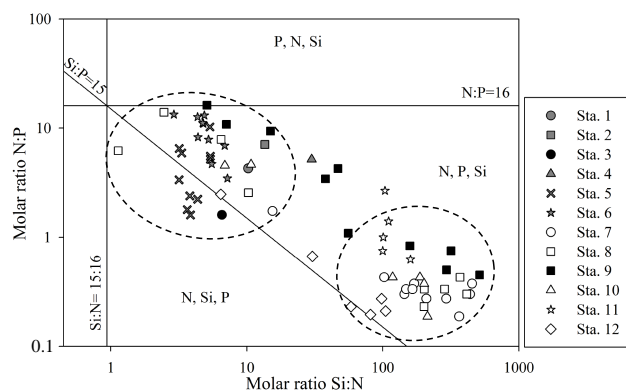 100
P, N, Si
Si:P=15
N:P=16
10
N, P, Si
1
N, Si, P
Si:N= 15:16
0.1
1
10
100
1000
Molar ratio N:P
Molar ratio Si:N
Sta. 1
Sta. 2
Sta. 3
Sta. 4
Sta. 5
Sta. 6
Sta. 7
Sta. 8
Sta. 9
Sta. 10
Sta. 11
Sta. 12